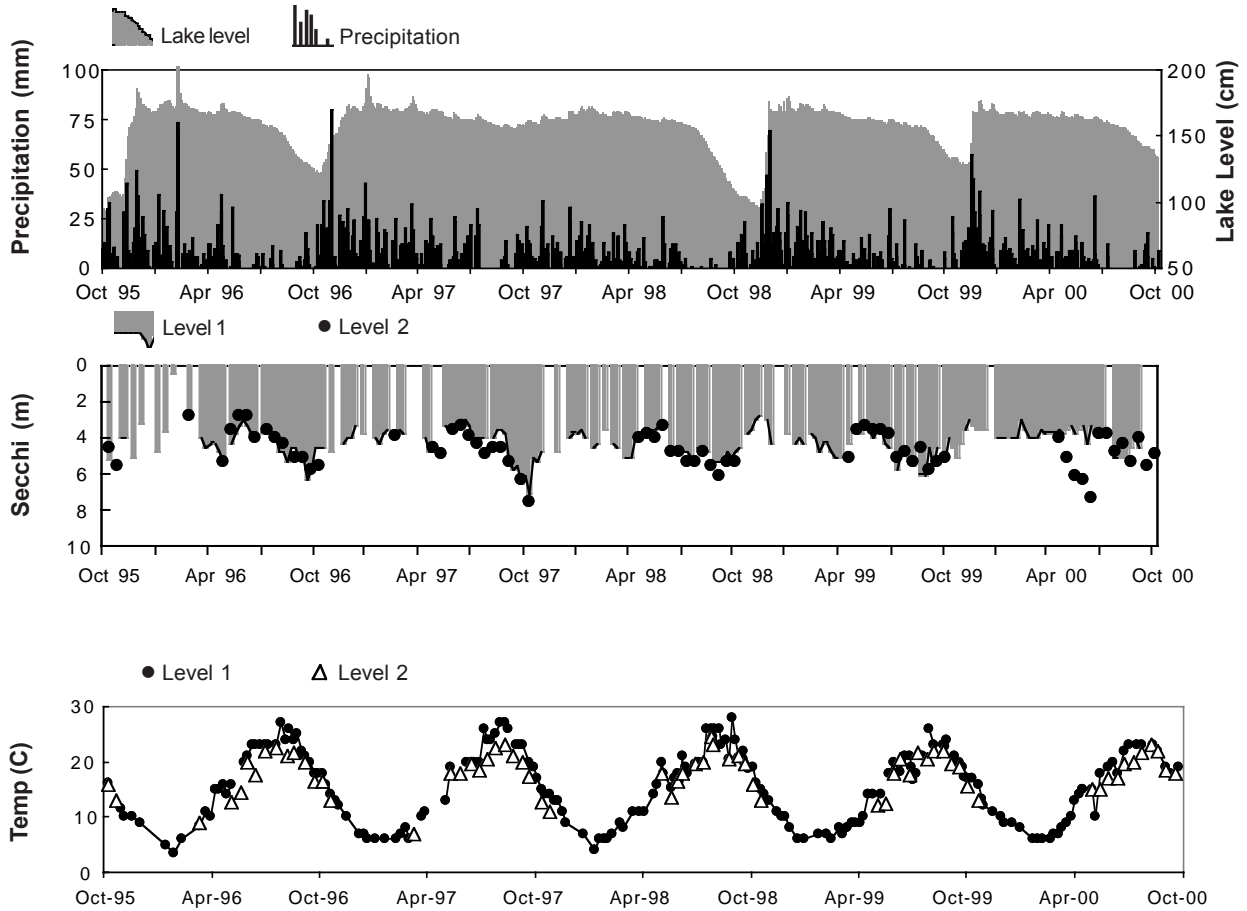 Lake level Precipitation
Precipitation (mm)
100
75
50
25
0
200
150
100
50
Lake Level (cm)
Oct 95 Apr 96 Oct 96 Apr 97 Oct 97 Apr 98 Oct 98 Apr 99 Oct 99 Apr 00 Oct 00
Level 1 Level 2
Secchi (m)
0
2
4
6
8
10
Oct 95 Apr 96 Oct 96 Apr 97 Oct 97 Apr 98 Oct 98 Apr 99 Oct 99 Apr 00 Oct 00
Level 1 Level 2
Temp (C)
30
20
10
0
Oct-95 Apr-96 Oct-96 Apr-97 Oct-97 Apr-98 Oct-98 Apr-99 Oct-99 Apr-00 Oct-00